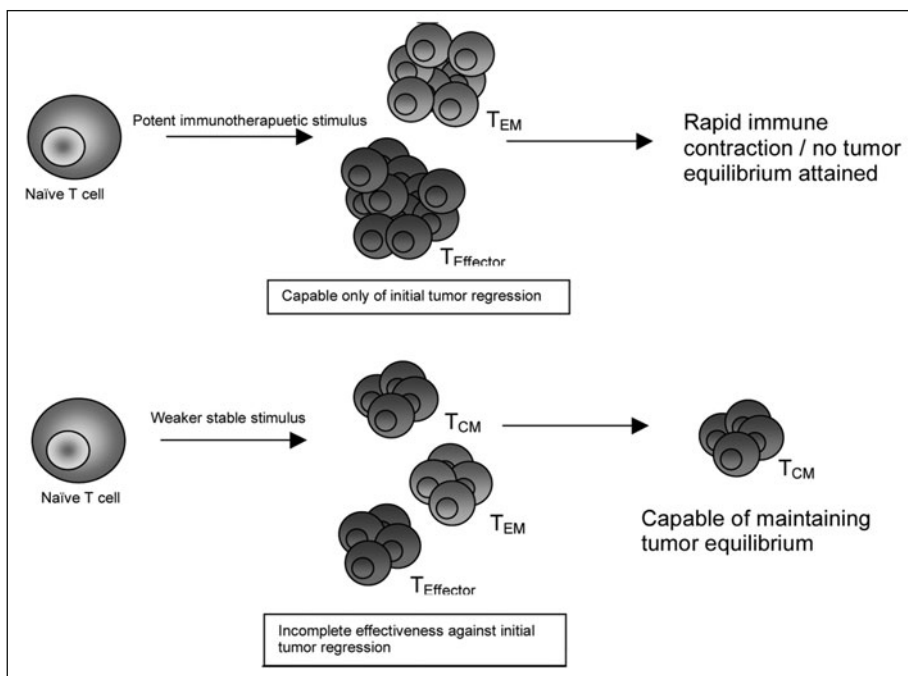 Potent immunotherapuetic stimulus
Naïve T cell
T_EM
T_Effector
Rapid immune
contraction / no tumor
equilibrium attained
Capable only of initial tumor regression
Weaker stable stimulus
Naïve T cell
T_CM
T_EM
T_Effector
T_CM
Capable of maintaining
tumor equilibrium
Incomplete effectiveness against initial
tumor regression